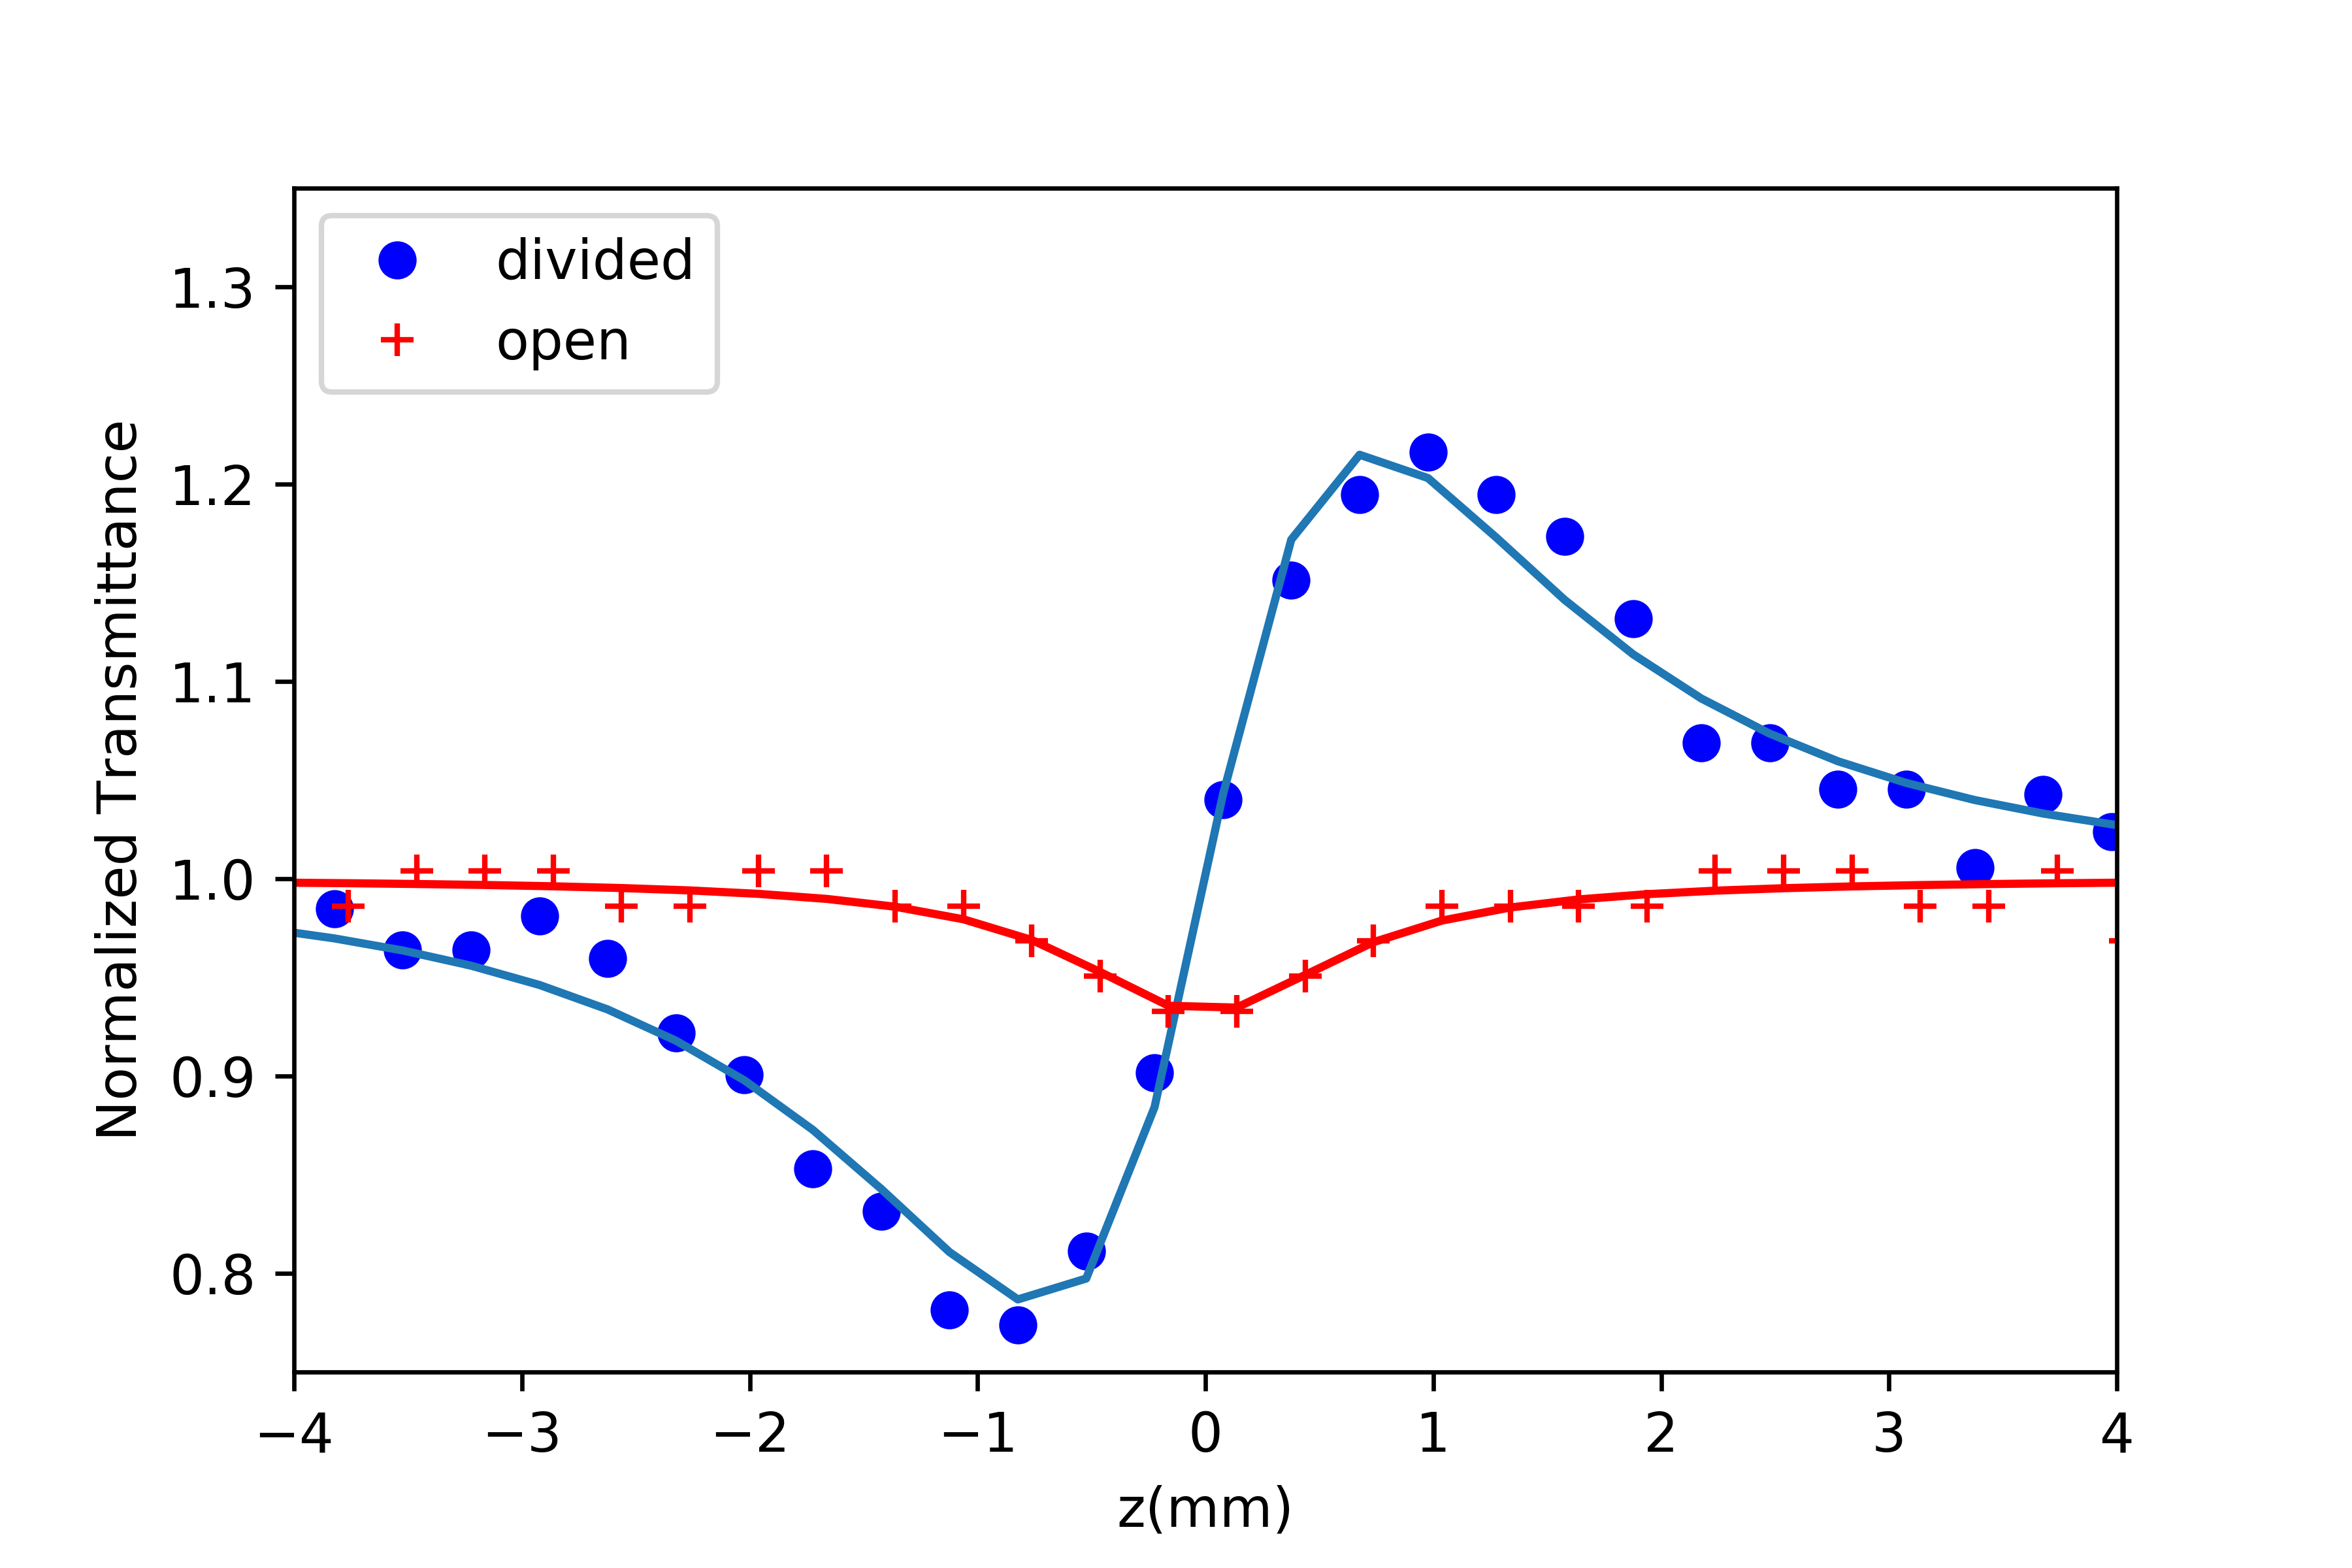 divided
open
1.3
1.2
1.1
1.0
0.9
0.8
Normalized Transmittance
−4 −3 −2 −1 0 1 2 3 4
z(mm)